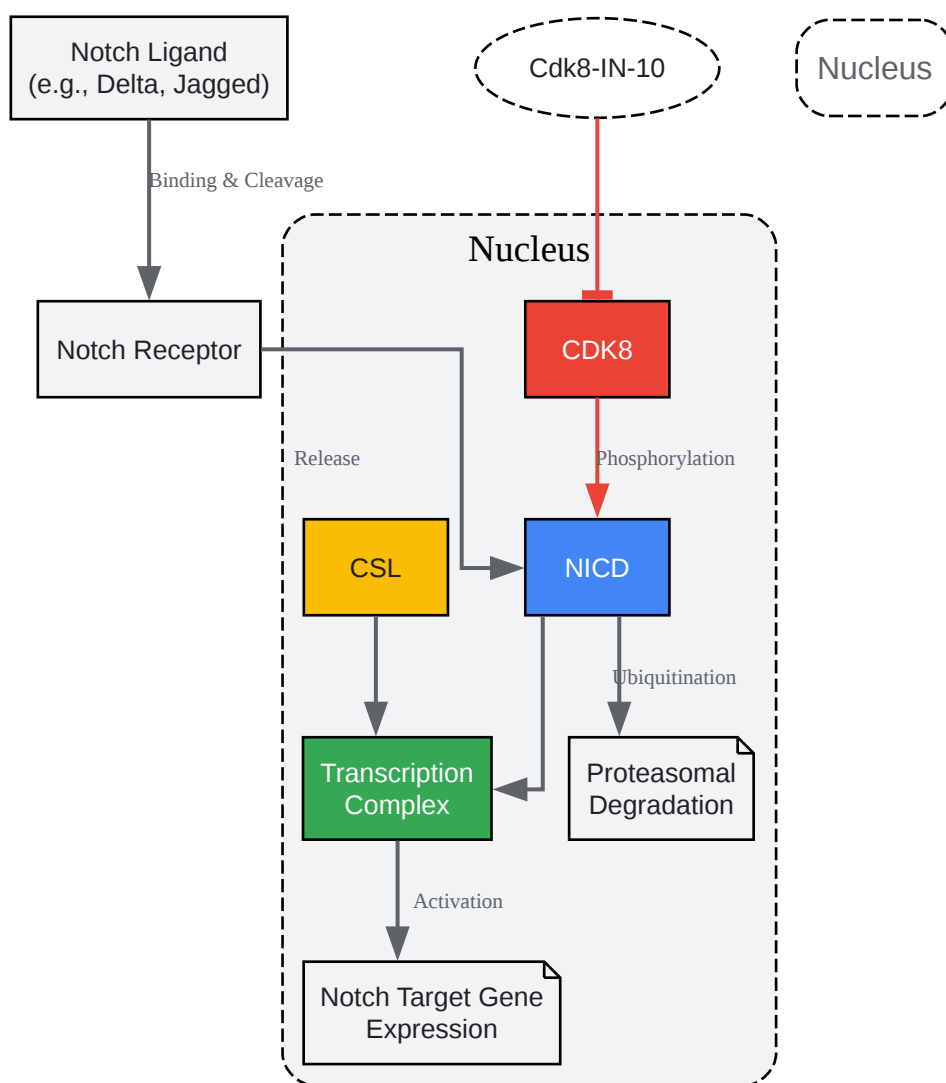 Notch Ligand
(e.g., Delta, Jagged)
Cdk8-IN-10
Nucleus
Binding & Cleavage
Nucleus
Notch Receptor
CDK8
Release
Phosphorylation
CSL
NICD
Ubiquitination
Transcription
Complex
Proteasomal
Degradation
Activation
Notch Target Gene
Expression